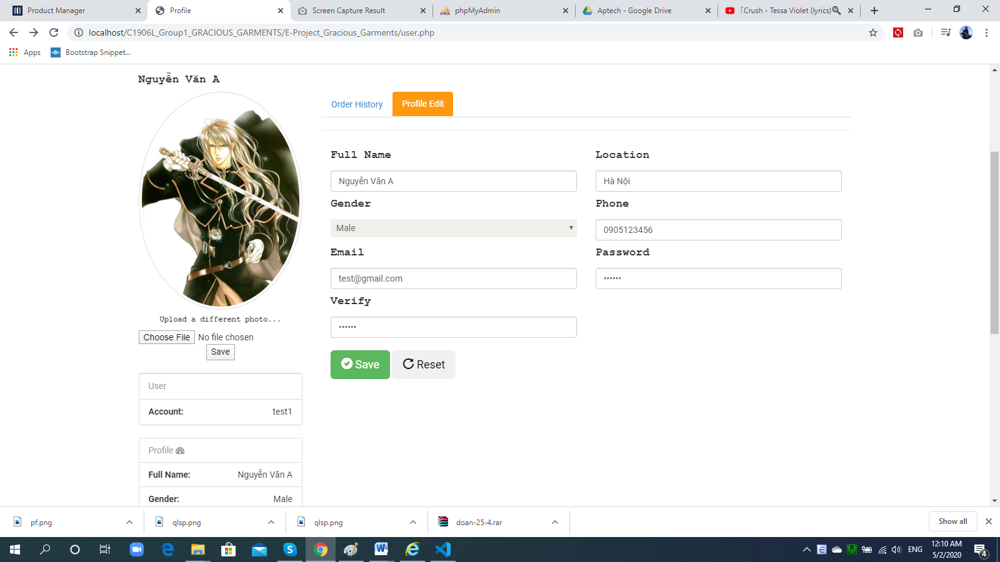 Product Manager
Profile
Screen Capture Result
phpMyAdmin
Aptech - Google Drive
「Crush - Tessa Violet (lyrics)
localhost/C1906L_Group1_GRACIOUS_GARMENTS/E-Project_Gracious_Garments/user.php
Apps
Bootstrap Snippet...
Nguyễn Văn A
Order History
Profile Edit
Full Name
Location
Nguyễn Văn A
Hà Nội
Gender
Phone
Male
0905123456
Email
Password
test@gmail.com
••••••
Verify
••••••
Save
Reset
Upload a different photo...
Choose File No file chosen
Save
User
Account: test1
Profile
Full Name: Nguyễn Văn A
Gender: Male
pf.png
qlsp.png
qlsp.png
doan-25-4.rar
Show all
ENG
12:10 AM
5/2/2020
4